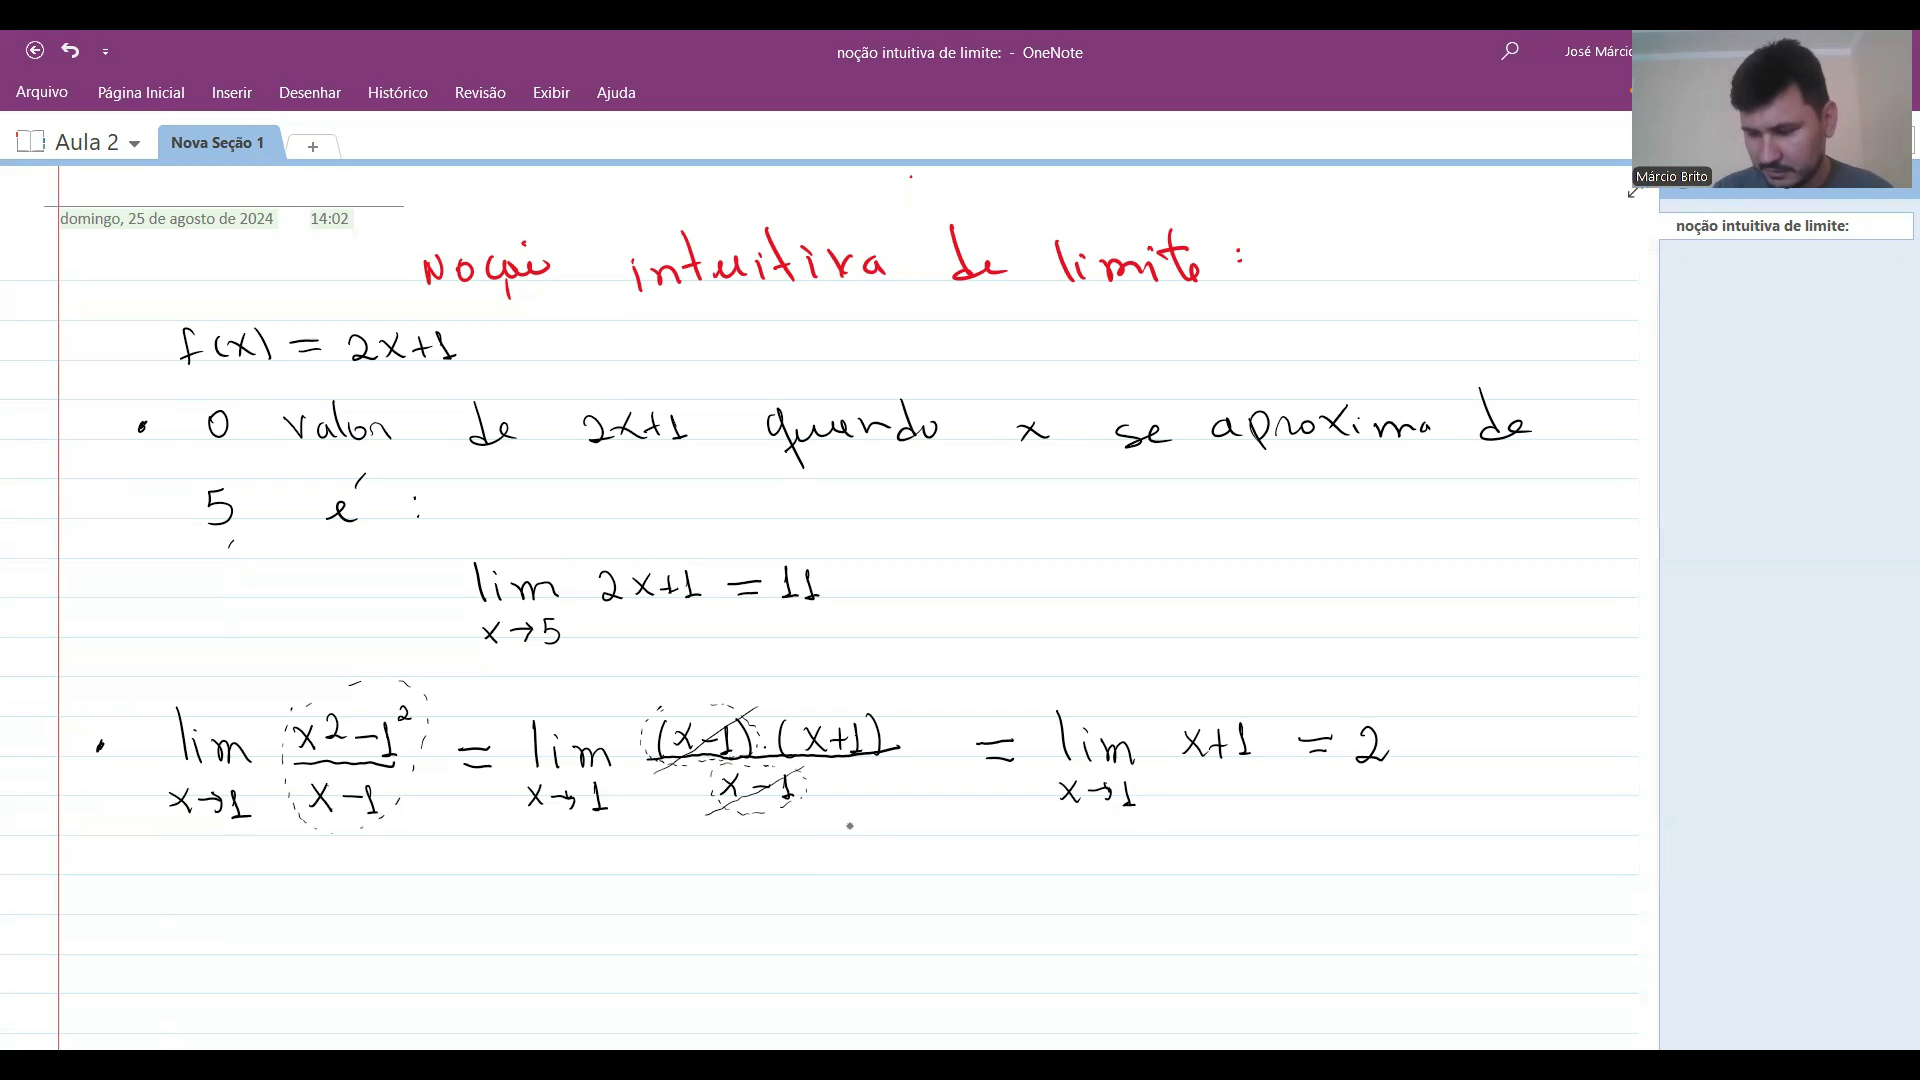 noção intuitiva de limite: - OneNote
José Márcio
Arquivo Página Inicial Inserir Desenhar Histórico Revisão Exibir Ajuda
Aula 2 Nova Seção 1 +
Márcio Brito
noção intuitiva de limite:
domingo, 25 de agosto de 2024 14:02
Noção intuitiva de limite:
f(x) = 2x+1
• O valor de 2x+1 quando x se aproxima de
5 é :
lim 2x+1 = 11
x→5
• lim x²-1² / x-1 = lim (x-1).(x+1) / x-1 = lim x+1 = 2
x→1 x→1 x→1